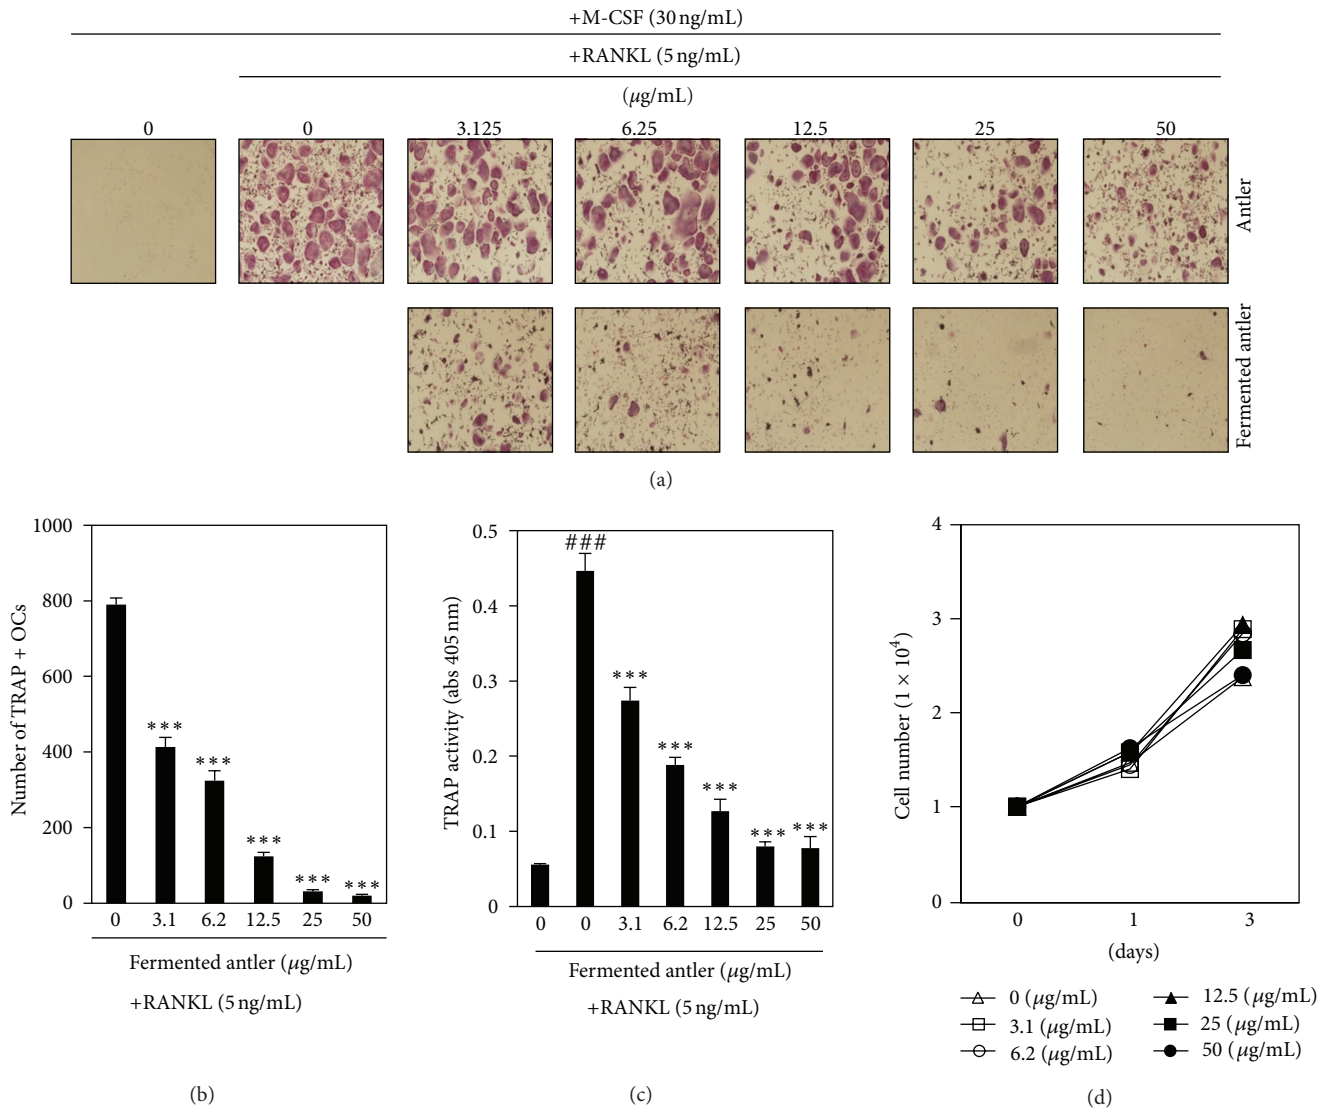 +M-CSF (30 ng/mL)
+RANKL (5 ng/mL)
(μg/mL)
0 0 3.125 6.25 12.5 25 50
Antler
Fermented antler
(a)
1000
800
600
400
200
0
Number of TRAP + OCs
***
***
***
***
***
0 3.1 6.2 12.5 25 50
Fermented antler (μg/mL)
+RANKL (5 ng/mL)
(b)
0.5
0.4
0.3
0.2
0.1
0
TRAP activity (abs 405 nm)
###
***
***
***
***
***
0 0 3.1 6.2 12.5 25 50
Fermented antler (μg/mL)
+RANKL (5 ng/mL)
(c)
4
3
2
1
0
Cell number (1 × 10⁴)
0 1 3
(days)
0 (μg/mL)
3.1 (μg/mL)
6.2 (μg/mL)
12.5 (μg/mL)
25 (μg/mL)
50 (μg/mL)
(d)